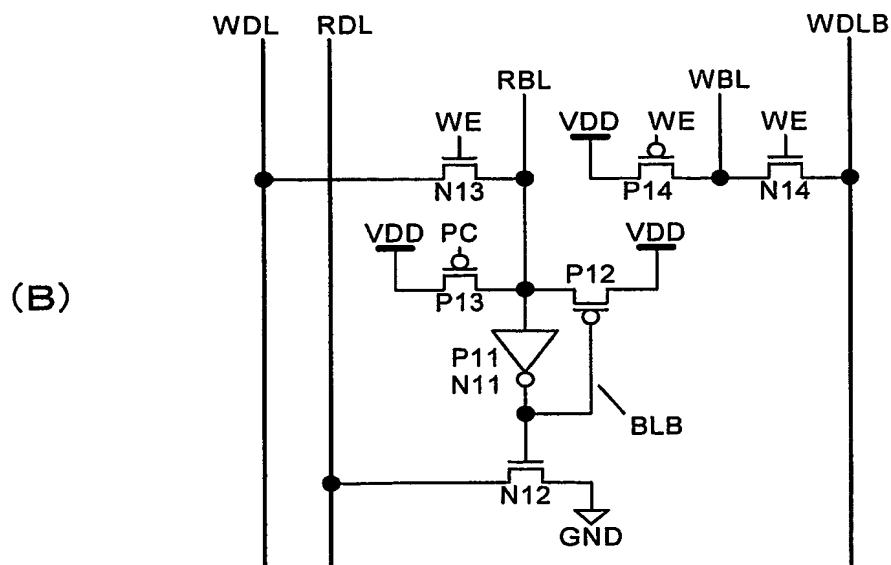 WDL RDL WDLB
RBL WBL
WE VDD WE WE
N13 P14 N14
VDD PC P12 VDD
P13
(B)
P11
N11
BLB
N12
GND